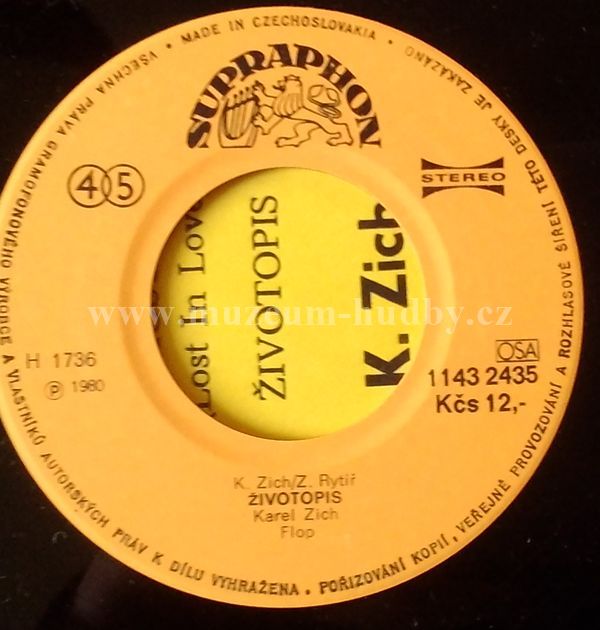 VŠECHNA PRÁVA GRAMOFONOVÉHO VÝROBCE A VLASTNÍKŮ AUTORSKÝCH PRÁV K DÍLU VYHRAŽENA • POŘIZOVÁNÍ KOPIÍ, VEŘEJNÉ PROVOZOVÁNÍ A ROZHLASOVÉ ŠÍŘENÍ TÉTO DESKY JE ZAKÁZÁNO • MADE IN CZECHOSLOVAKIA •
SUPRAPHON
45
STEREO
Lost In Love
ŽIVOTOPIS
K. Zich
www.muzeum-hudby.cz
H 1736
Ⓟ 1980
OSA
1143 2435
Kčs 12,-
K. Zich/Z. Rytíř
ŽIVOTOPIS
Karel Zich
Flop